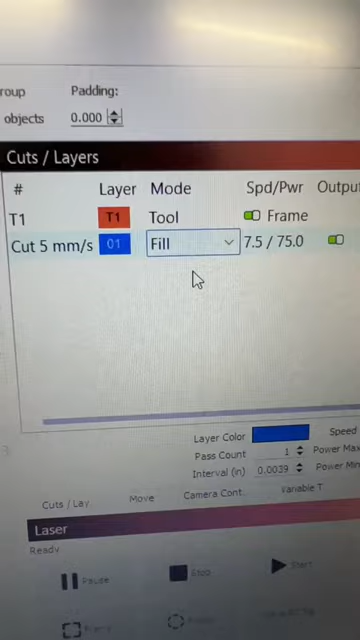 roup
Padding:
objects
0.000
Cuts / Layers
# Layer Mode Spd/Pwr Output
T1 T1 Tool Frame
Cut 5 mm/s 01 Fill 7.5 / 75.0
Layer Color Speed
Pass Count 1 Power Max
Interval (in) 0.0039 Power Min
Cuts / Lay Move Camera Cont. Variable T
Laser
Ready
Pause Stop Start
Frame